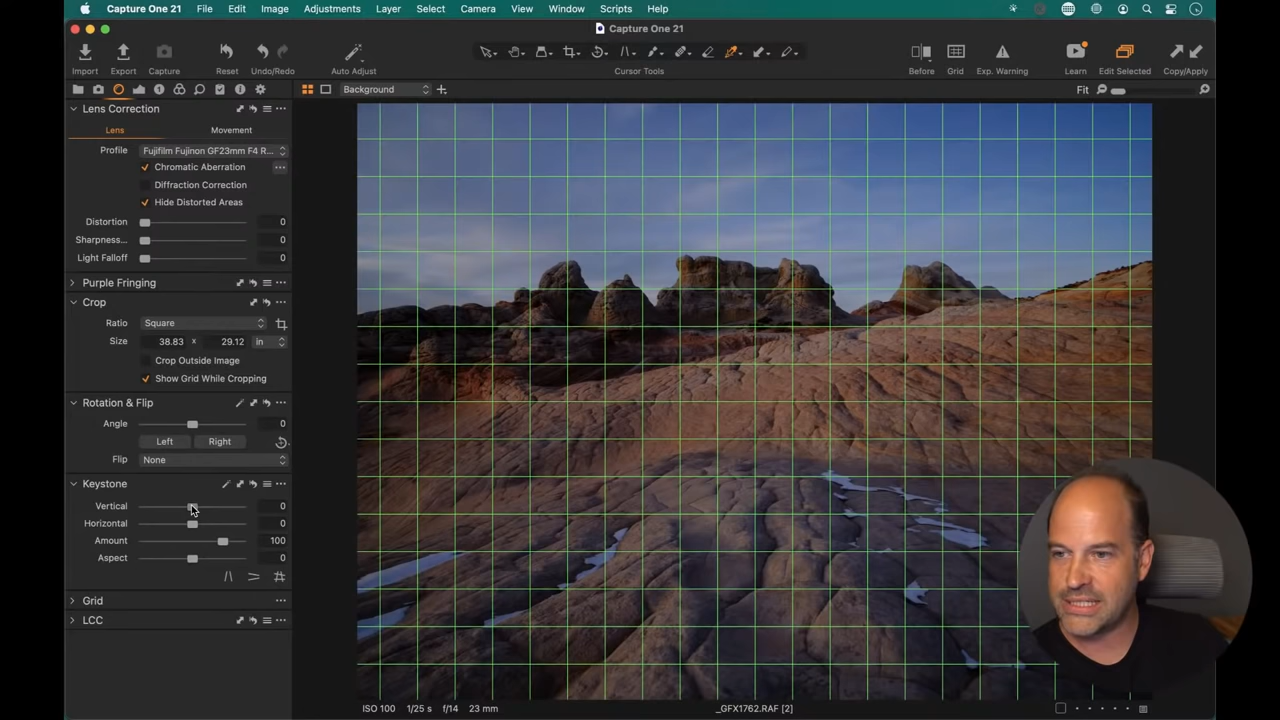 Capture One 21 File Edit Image Adjustments Layer Select Camera View Window Scripts Help
Capture One 21
Import Export Capture Reset Undo/Redo Auto Adjust Cursor Tools Before Grid Exp. Warning Learn Edit Selected Copy/Apply
Background Fit
Lens Correction
Lens Movement
Profile Fujifilm Fujinon GF23mm F4 R...
Chromatic Aberration
Diffraction Correction
Hide Distorted Areas
Distortion 0
Sharpness... 0
Light Falloff 0
Purple Fringing
Crop
Ratio Square
Size 38.83 x 29.12 in
Crop Outside Image
Show Grid While Cropping
Rotation & Flip
Angle 0
Left Right
Flip None
Keystone
Vertical 0
Horizontal 0
Amount 100
Aspect 0
Grid
LCC
ISO 100 1/25 s f/14 23 mm _GFX1762.RAF [2]